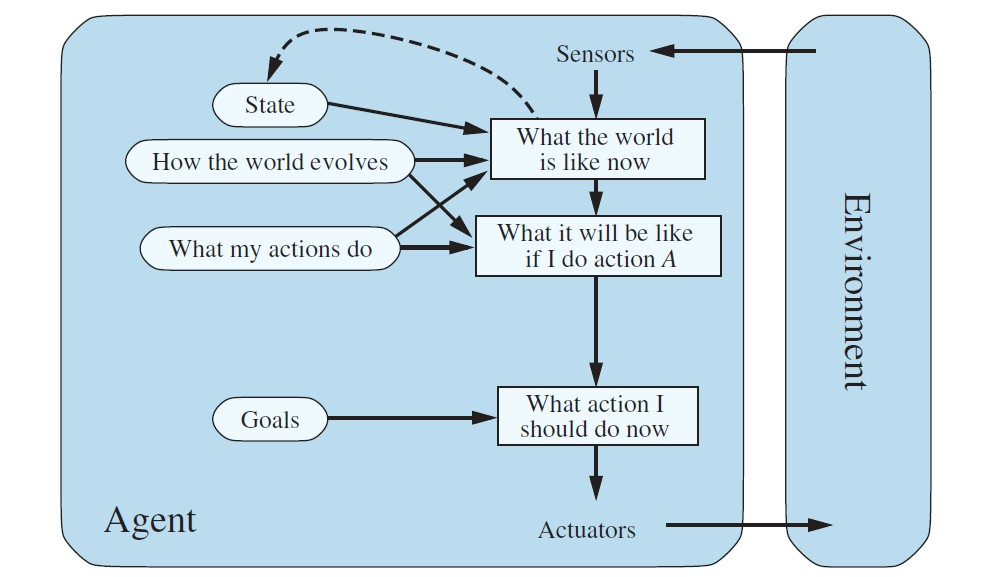 Sensors
State
What the world
is like now
How the world evolves
What my actions do
What it will be like
if I do action A
Goals
What action I
should do now
Agent
Actuators
Environment